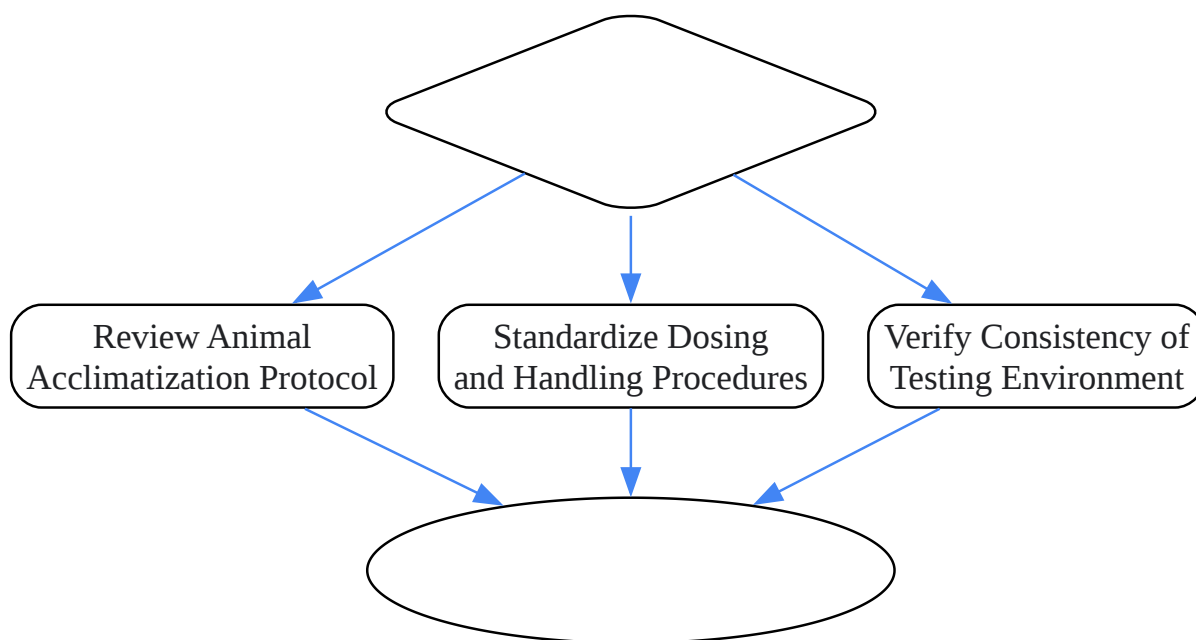 Review Animal
Acclimatization Protocol
Standardize Dosing
and Handling Procedures
Verify Consistency of
Testing Environment